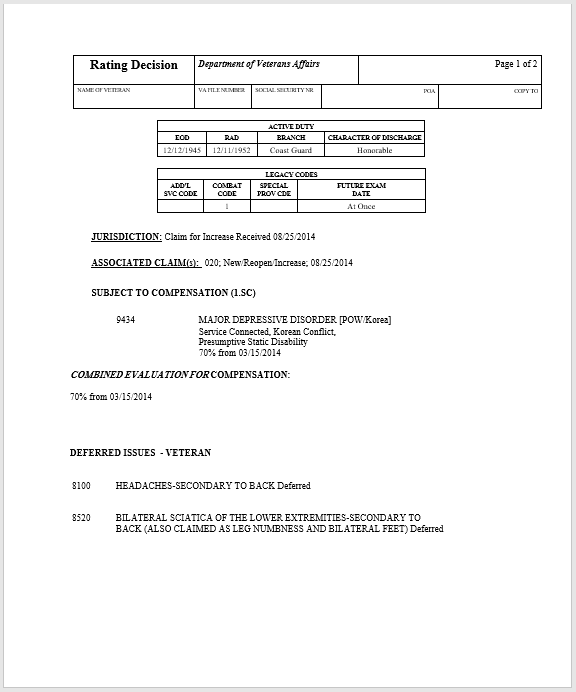 Rating Decision
Department of Veterans Affairs
Page 1 of 2
NAME OF VETERAN
VA FILE NUMBER
SOCIAL SECURITY NR
POA
COPY TO
ACTIVE DUTY
EOD RAD BRANCH CHARACTER OF DISCHARGE
12/12/1945 12/11/1952 Coast Guard Honorable
LEGACY CODES
ADD'L SVC CODE COMBAT CODE SPECIAL PROV CDE FUTURE EXAM DATE
1 At Once
JURISDICTION: Claim for Increase Received 08/25/2014
ASSOCIATED CLAIM(s): 020; New/Reopen/Increase; 08/25/2014
SUBJECT TO COMPENSATION (1.SC)
9434 MAJOR DEPRESSIVE DISORDER [POW/Korea]
Service Connected, Korean Conflict,
Presumptive Static Disability
70% from 03/15/2014
COMBINED EVALUATION FOR COMPENSATION:
70% from 03/15/2014
DEFERRED ISSUES - VETERAN
8100 HEADACHES-SECONDARY TO BACK Deferred
8520 BILATERAL SCIATICA OF THE LOWER EXTREMITIES-SECONDARY TO
BACK (ALSO CLAIMED AS LEG NUMBNESS AND BILATERAL FEET) Deferred